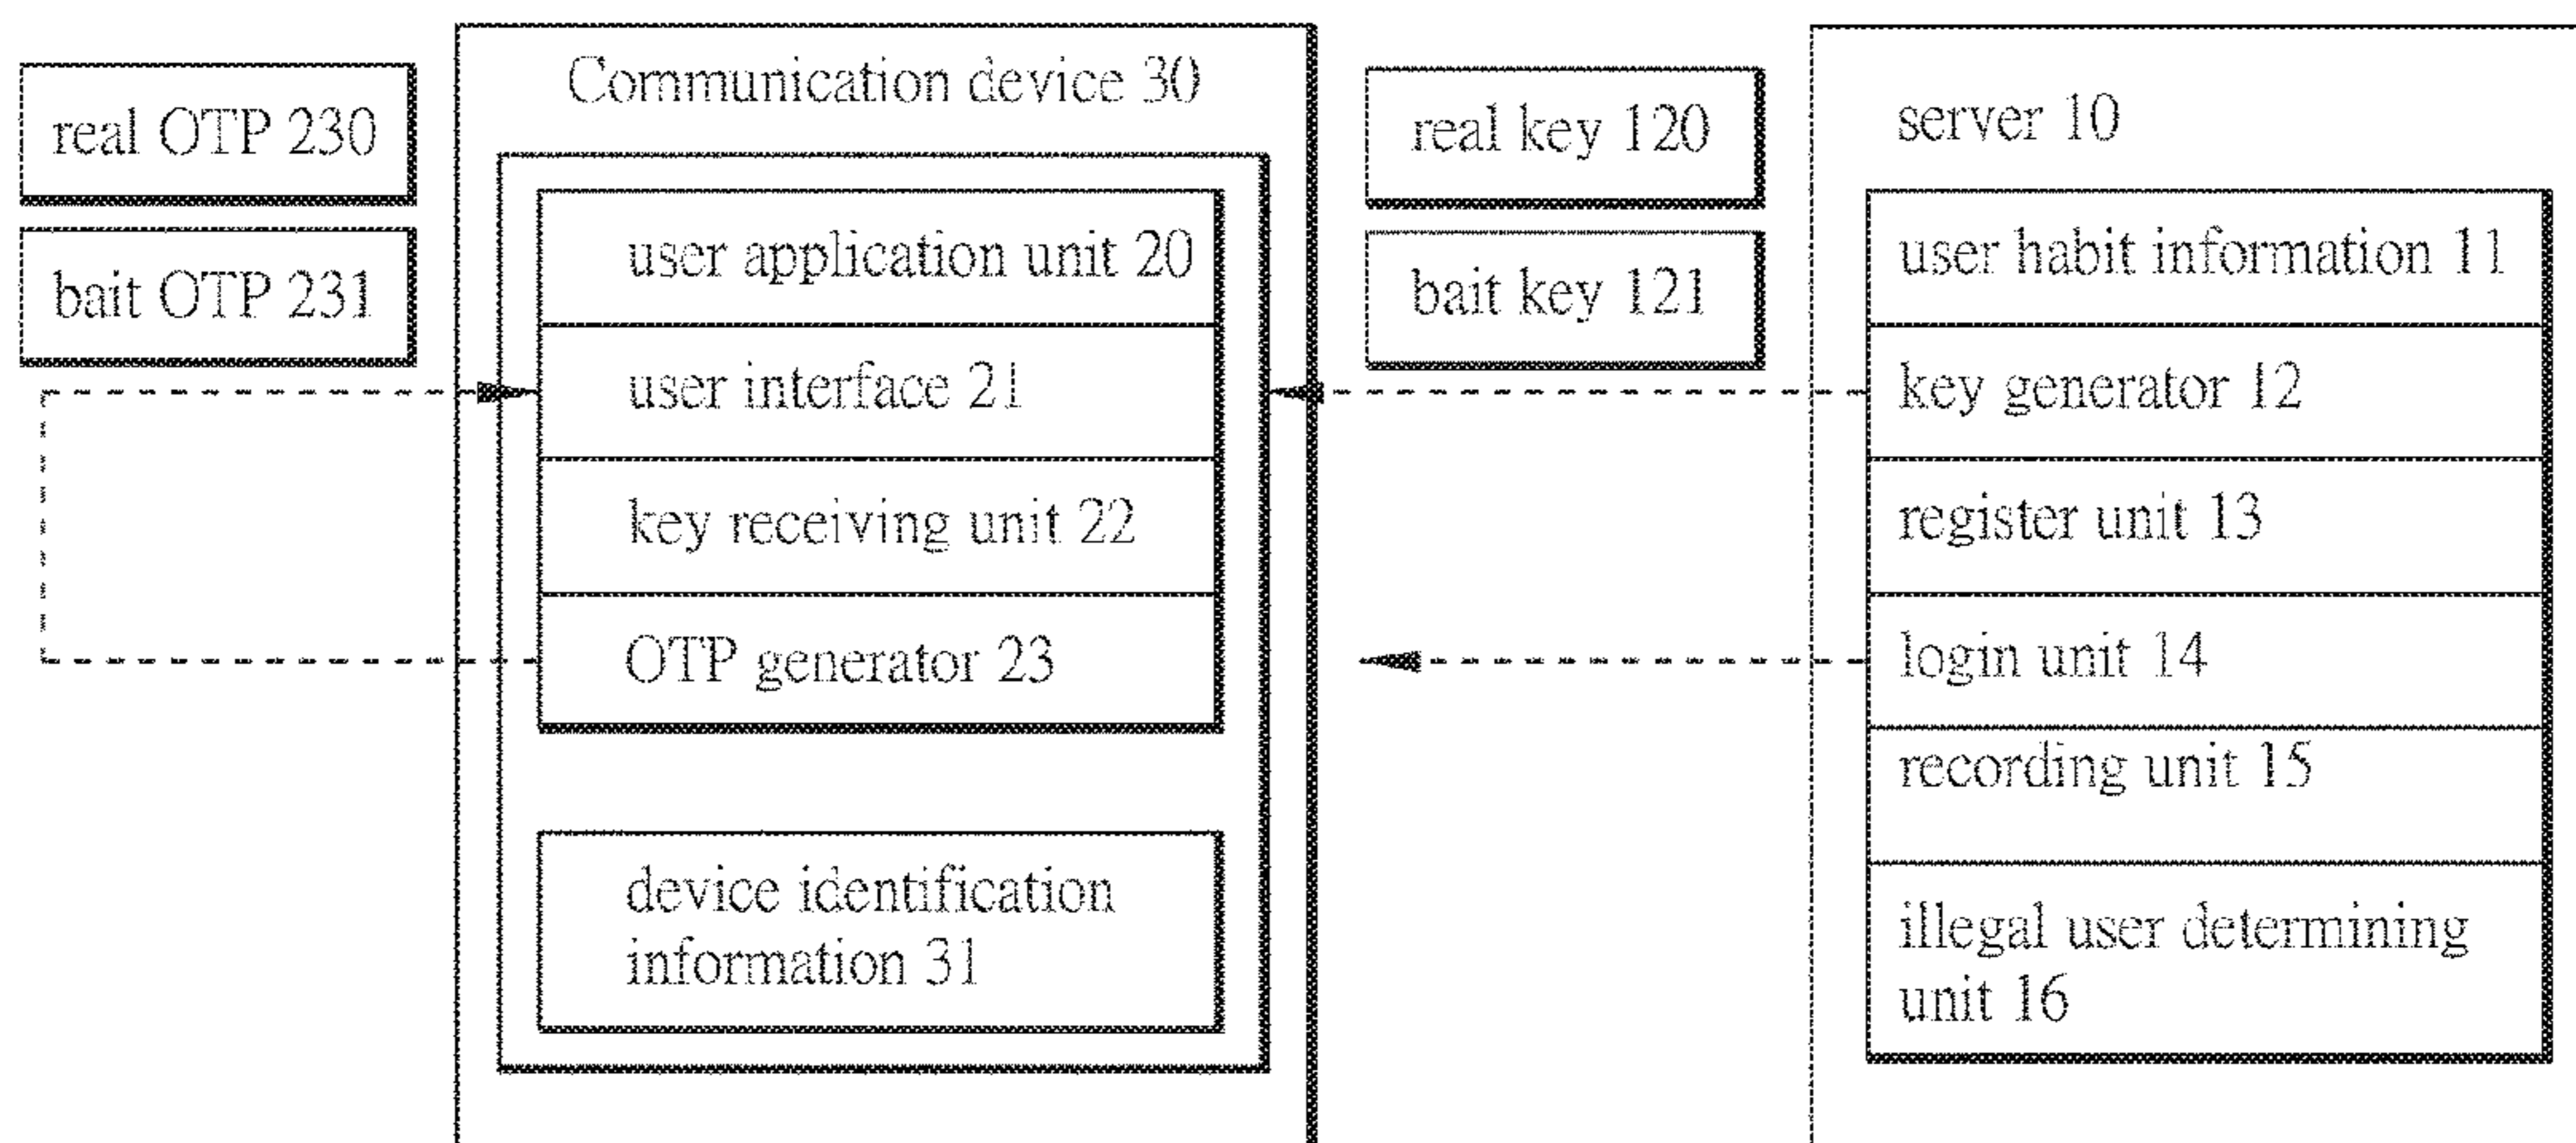 real OTP 230
bait OTP 231
Communication device 30
user application unit 20
user interface 21
key receiving unit 22
OTP generator 23
device identification
information 31
real key 120
bait key 121
server 10
user habit information 11
key generator 12
register unit 13
login unit 14
recording unit 15
illegal user determining
unit 16